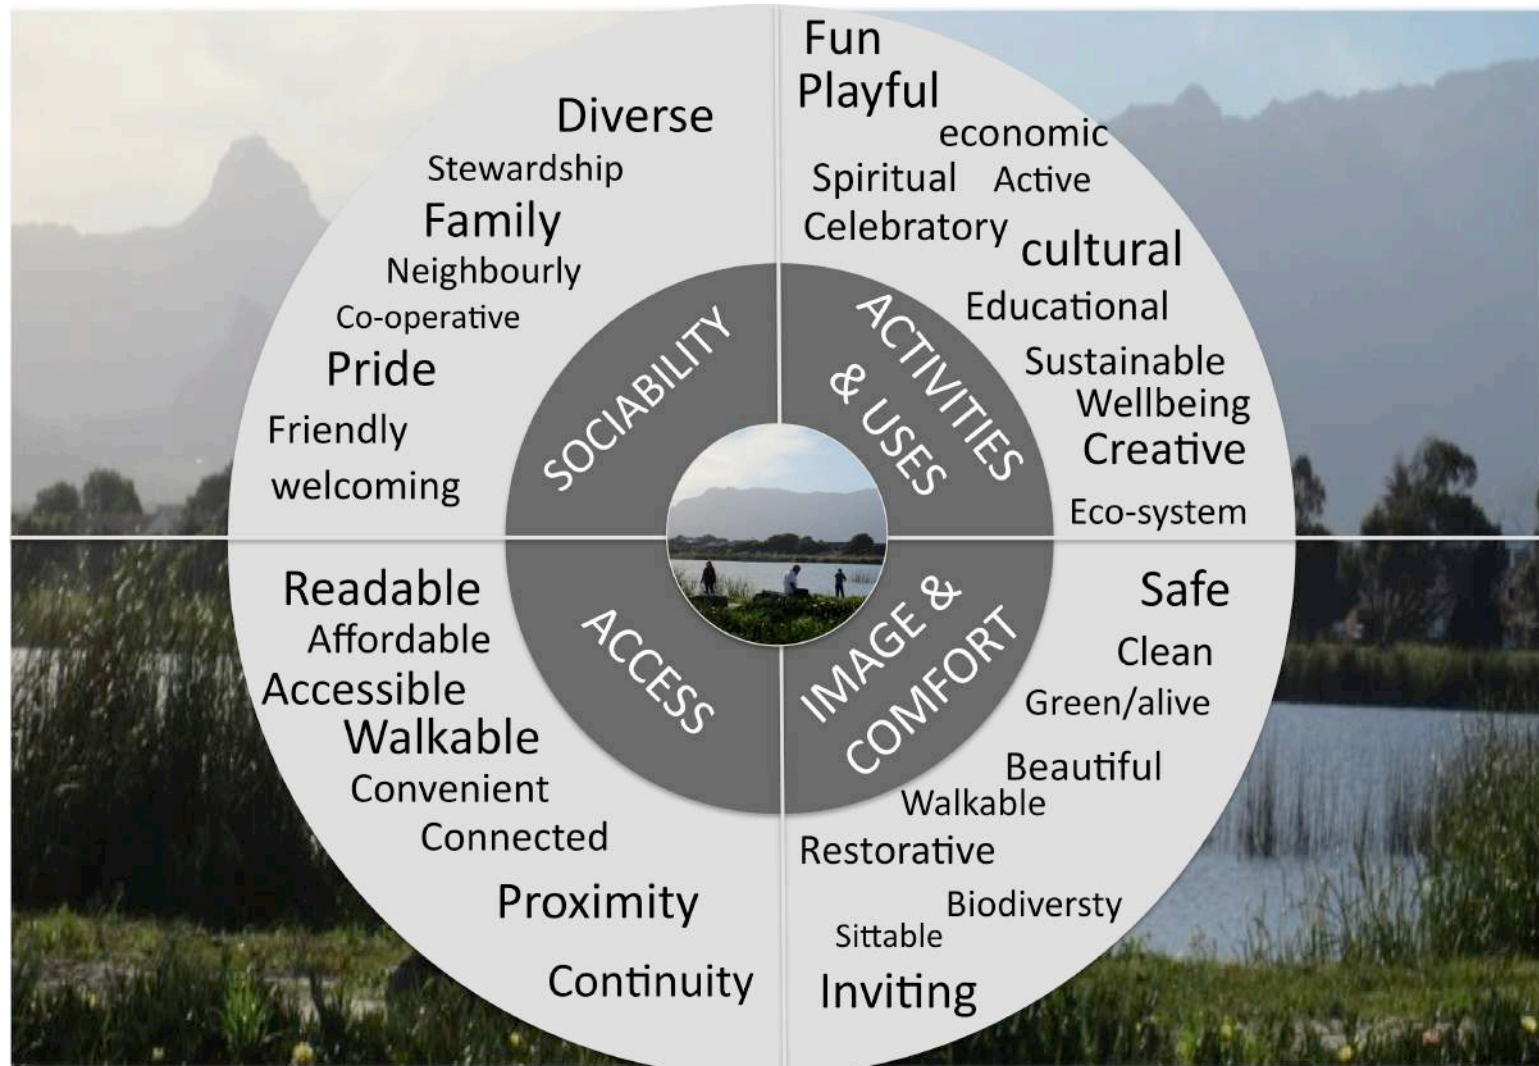 Diverse
Stewardship
Family
Neighbourly
Co-operative
Pride
Friendly
welcoming
SOCIABILITY
Fun
Playful
economic
Spiritual Active
Celebratory
cultural
Educational
Sustainable
Wellbeing
Creative
Eco-system
ACTIVITIES
& USES
Readable
Affordable
Accessible
Walkable
Convenient
Connected
Proximity
Continuity
ACCESS
IMAGE &
COMFORT
Safe
Clean
Green/alive
Beautiful
Walkable
Restorative
Biodiversty
Sittable
Inviting